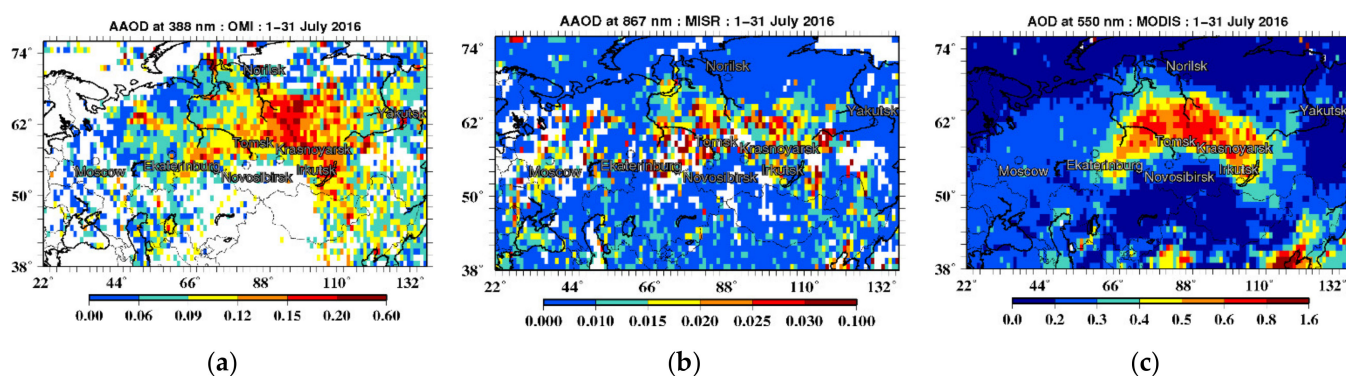 AAOD at 388 nm : OMI : 1–31 July 2016
74°
62°
50°
38°
Norilsk
Yakutsk
Tomsk
Krasnoyarsk
Ekaterinburg
Irkutsk
Moscow
Novosibirsk
22° 44° 66° 88° 110° 132°
0.00 0.06 0.09 0.12 0.15 0.20 0.60
(a)
AAOD at 867 nm : MISR : 1–31 July 2016
74°
62°
50°
38°
Norilsk
Yakutsk
Tomsk
Krasnoyarsk
Ekaterinburg
Irkutsk
Moscow
Novosibirsk
22° 44° 66° 88° 110° 132°
0.000 0.010 0.015 0.020 0.025 0.030 0.100
(b)
AOD at 550 nm : MODIS : 1–31 July 2016
74°
62°
50°
38°
Norilsk
Yakutsk
Tomsk
Krasnoyarsk
Ekaterinburg
Irkutsk
Moscow
Novosibirsk
22° 44° 66° 88° 110° 132°
0.0 0.2 0.3 0.4 0.5 0.6 0.8 1.6
(c)